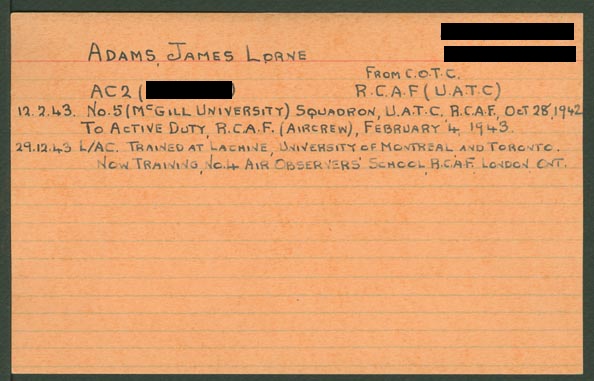 ADAMS, JAMES LORNE
FROM C.O.T.C.
AC2 (          ) R.C.A.F (U.A.T.C)
12.2.43. NO.5 (McGILL UNIVERSITY) SQUADRON, U.A.T.C. R.C.A.F, OCT 28, 1942
TO ACTIVE DUTY, R.C.A.F. (AIRCREW), FEBRUARY 4, 1943.
29.12.43 L/AC. TRAINED AT LACHINE, UNIVERSITY OF MONTREAL AND TORONTO.
NOW TRAINING, NO.4 AIR OBSERVERS' SCHOOL, R.C.A.F. LONDON ONT.